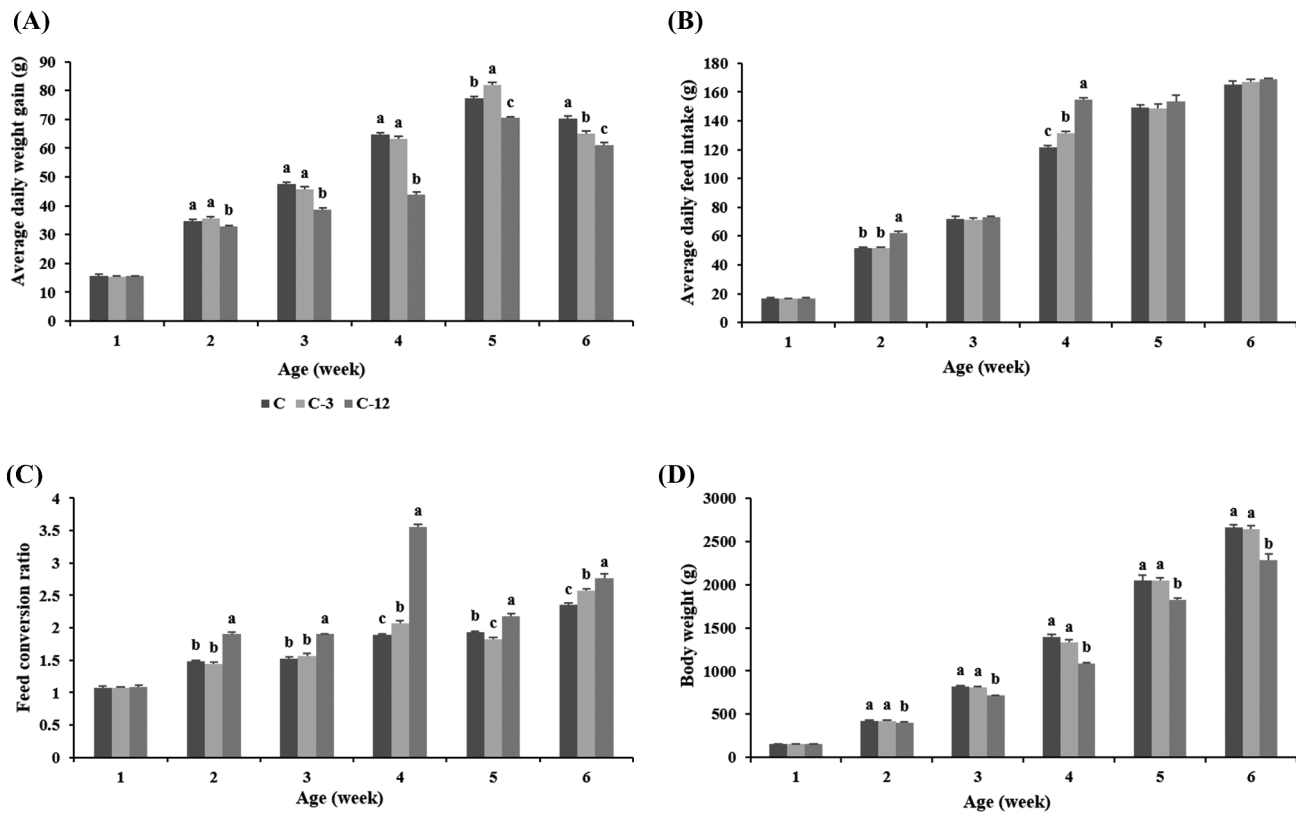 (A)
Average daily weight gain (g)
90
80
70
60
50
40
30
20
10
0
a a b
a a b
a a b
b a c
a b c
1 2 3 4 5 6
Age (week)
C C-3 C-12
(B)
Average daily feed intake (g)
180
160
140
120
100
80
60
40
20
0
b b a
c b a
1 2 3 4 5 6
Age (week)
(C)
Feed conversion ratio
4
3.5
3
2.5
2
1.5
1
0.5
0
b b a
b b a
c b a
b c a
c b a
1 2 3 4 5 6
Age (week)
(D)
Body weight (g)
3000
2500
2000
1500
1000
500
0
a a b
a a b
a a b
a a b
a a b
1 2 3 4 5 6
Age (week)